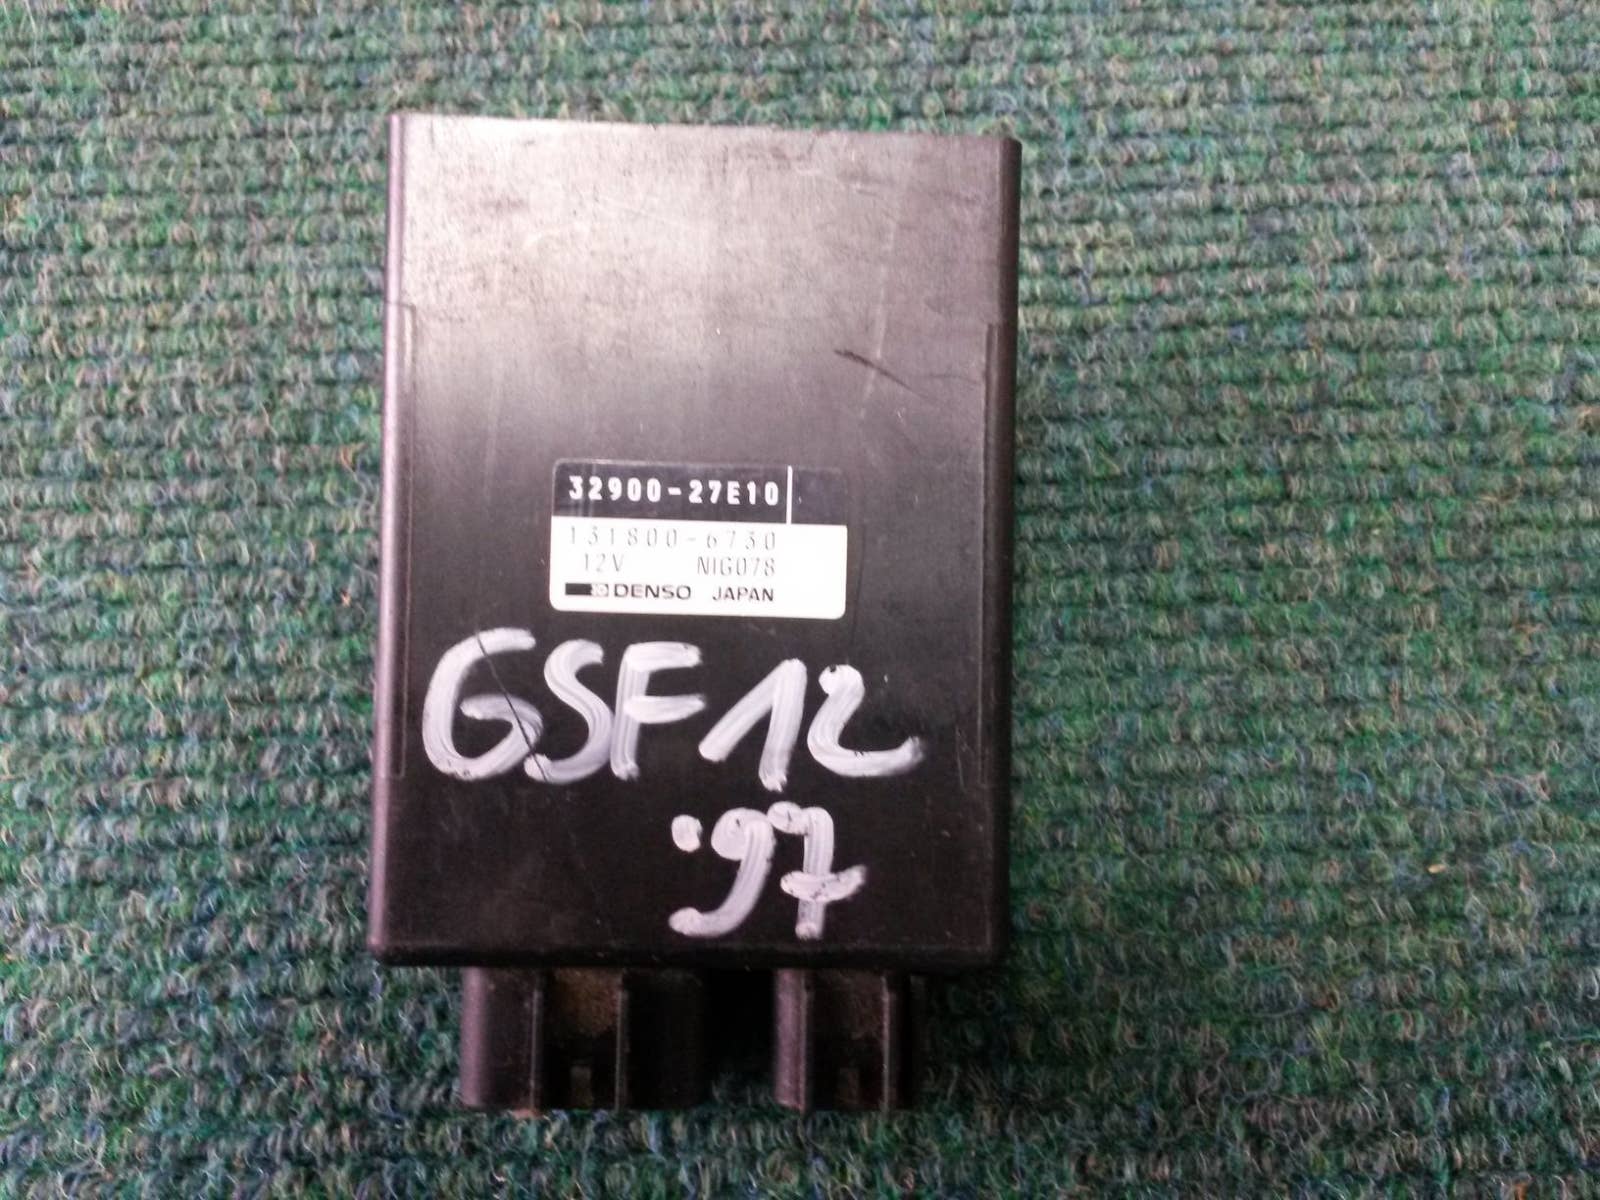 32900-27E10
131800-6730
12V NIG078
DENSO JAPAN
GSF12
'97